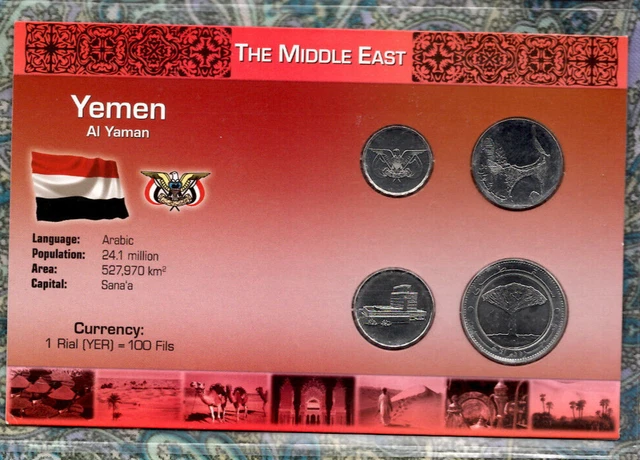 THE MIDDLE EAST
Yemen
Al Yaman
Language: Arabic
Population: 24.1 million
Area: 527,970 km²
Capital: Sana'a
Currency:
1 Rial (YER) = 100 Fils